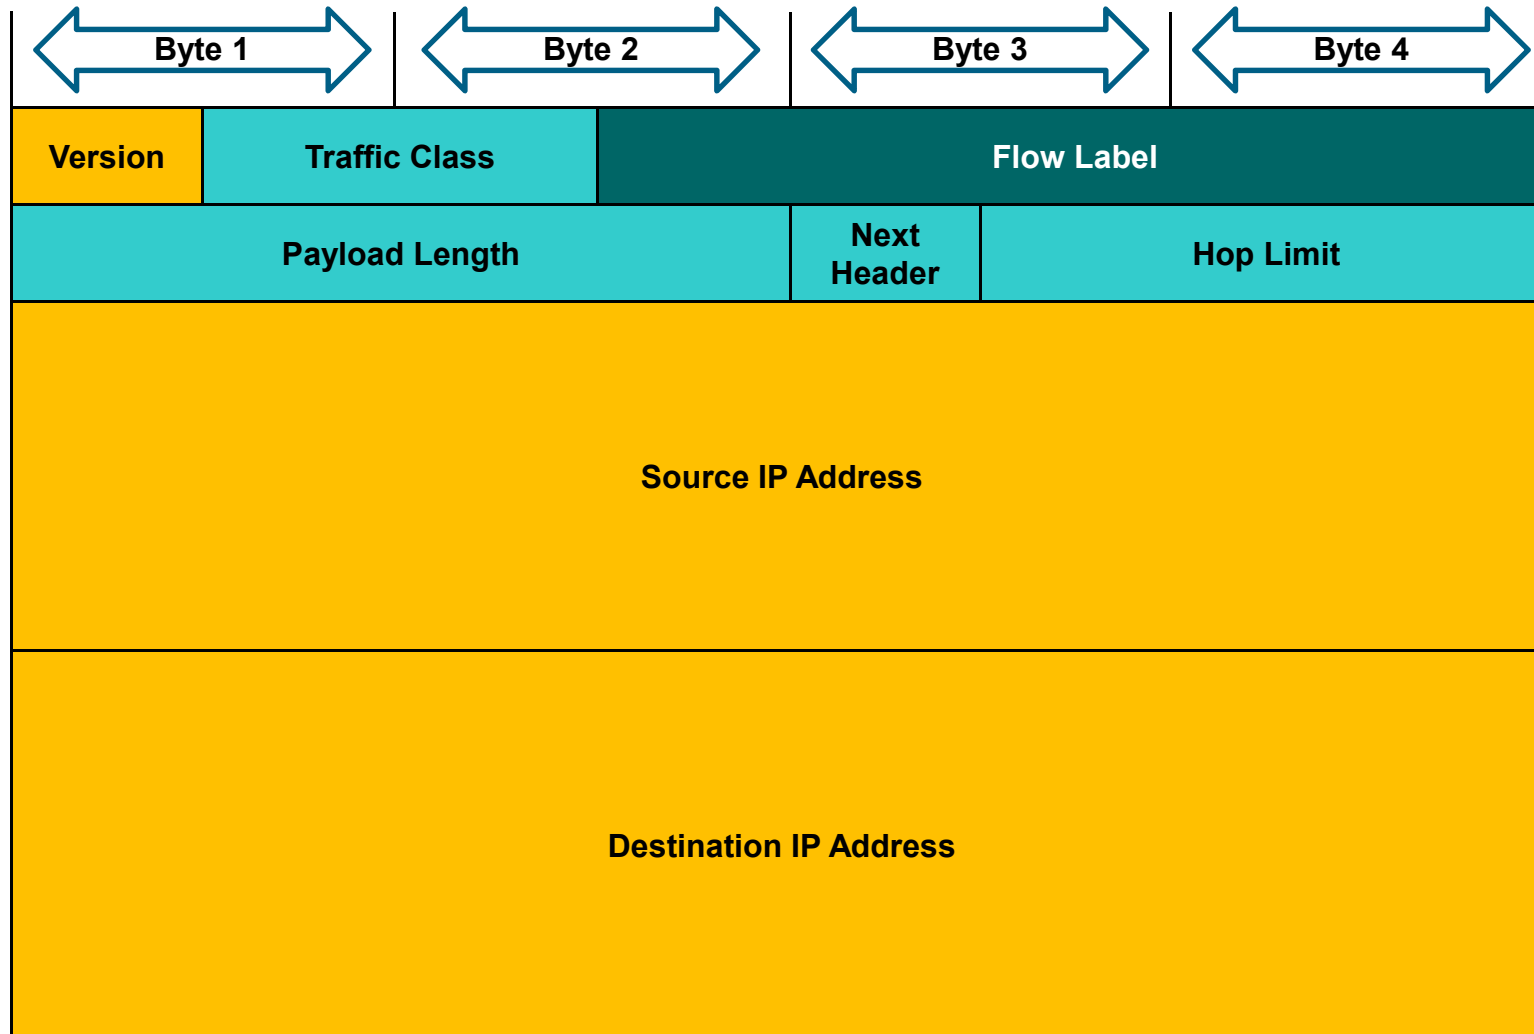 Byte 1
Byte 2
Byte 3
Byte 4
Version
Traffic Class
Flow Label
Payload Length
Next
Header
Hop Limit
Source IP Address
Destination IP Address